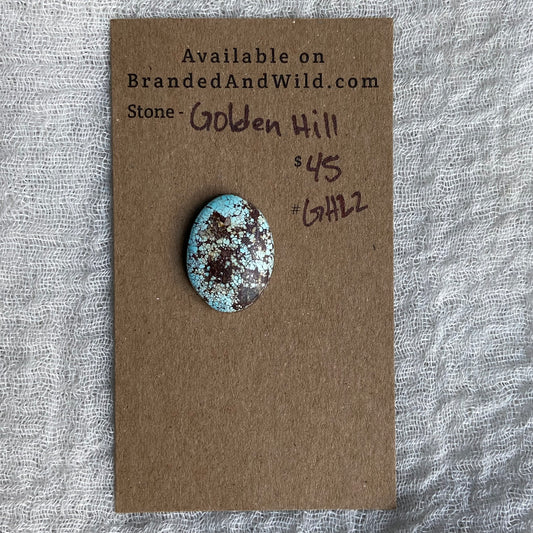 Available on
BrandedAndWild.com
Stone - Golden Hill
$ 45
# GH22